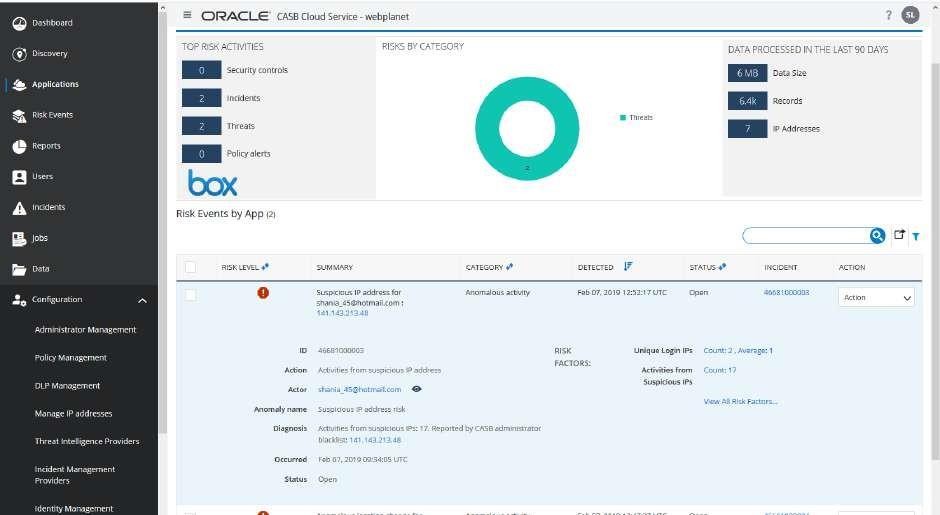 Dashboard
Discovery
Applications
Risk Events
Reports
Users
Incidents
Jobs
Data
Configuration
Administrator Management
Policy Management
DLP Management
Manage IP addresses
Threat Intelligence Providers
Incident Management
Providers
Identity Management
ORACLE CASB Cloud Service - webplanet
? SL
TOP RISK ACTIVITIES
0 Security controls
2 Incidents
2 Threats
0 Policy alerts
box
RISKS BY CATEGORY
2
Threats
DATA PROCESSED IN THE LAST 90 DAYS
6 MB Data Size
6.4k Records
7 IP Addresses
Risk Events by App (2)
RISK LEVEL SUMMARY CATEGORY DETECTED STATUS INCIDENT ACTION
Suspicious IP address for Anomalous activity Feb 07, 2019 12:52:17 UTC Open 46681000003 Action
shania_45@hotmail.com :
141.143.213.48
ID 46681000003
Action Activities from suspicious IP address
Actor shania_45@hotmail.com
Anomaly name Suspicious IP address risk
Diagnosis Activities from suspicious IPs: 17. Reported by CASB administrator
blacklist: 141.143.213.48
Occurred Feb 07, 2019 09:34:05 UTC
Status Open
RISK
FACTORS:
Unique Login IPs Count: 2 , Average: 1
Activities from Count: 17
Suspicious IPs
View All Risk Factors...